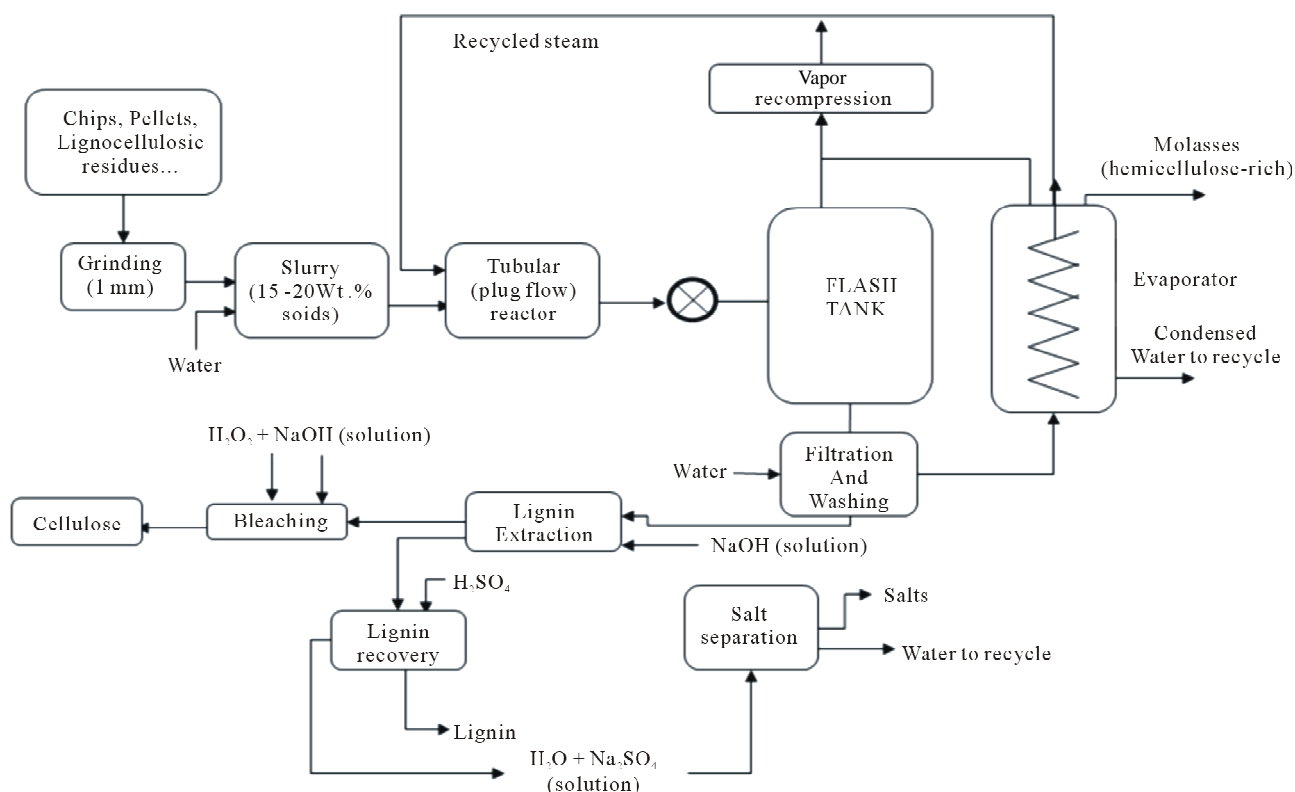 Recycled steam
Vapor
recompression
Chips, Pellets,
Lignocellulosic
residues...
Molasses
(hemicellulose-rich)
Grinding
(1 mm)
Slurry
(15 -20Wt .%
soids)
Tubular
(plug flow)
reactor
FLASH
TANK
Evaporator
Condensed
Water to recycle
Water
H₂O₂ + NaOH (solution)
Water
Filtration
And
Washing
Cellulose
Bleaching
Lignin
Extraction
NaOH (solution)
H₂SO₄
Lignin
recovery
Salt
separation
Salts
Water to recycle
Lignin
H₂O + Na₂SO₄
(solution)